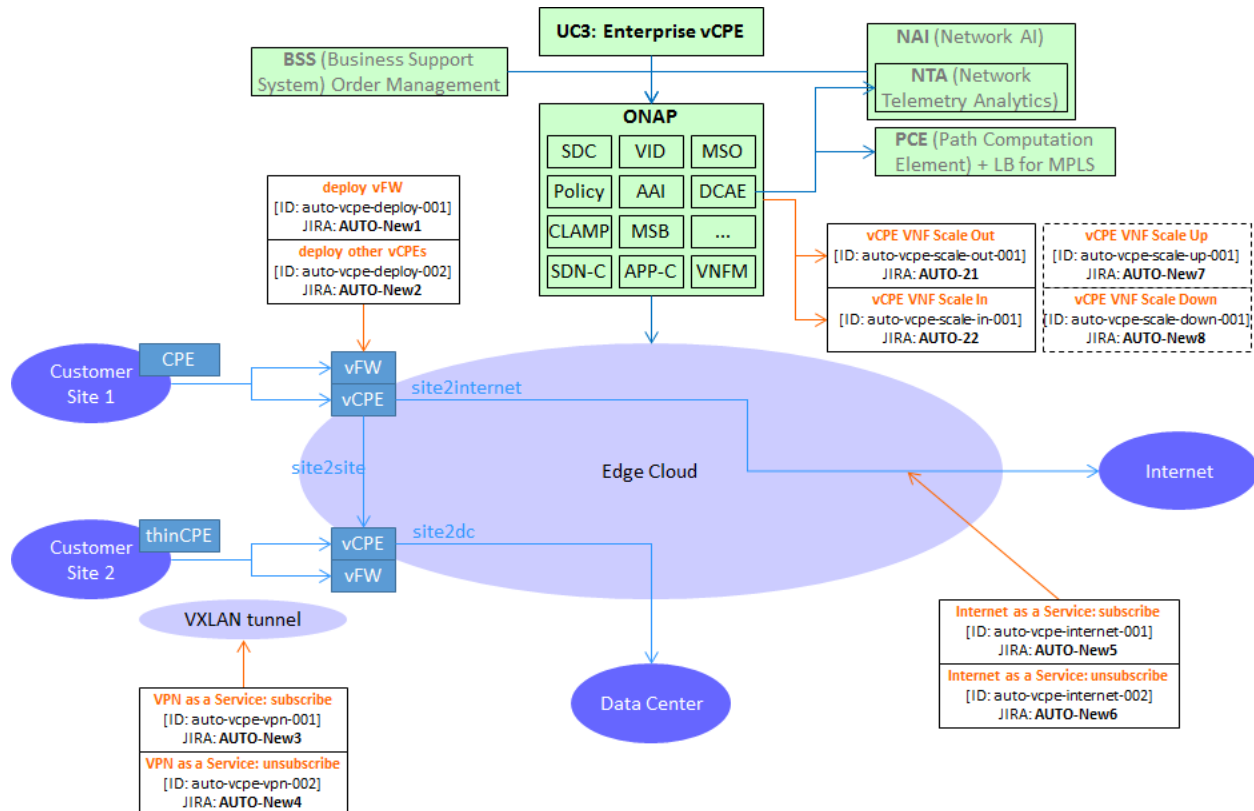 UC3: Enterprise vCPE
BSS (Business Support
System) Order Management
NAI (Network AI)
NTA (Network
Telemetry Analytics)
PCE (Path Computation
Element) + LB for MPLS
ONAP
SDC
VID
MSO
Policy
AAI
DCAE
CLAMP
MSB
...
SDN-C
APP-C
VNFM
deploy vFW
[ID: auto-vcpe-deploy-001]
JIRA: AUTO-New1
deploy other vCPEs
[ID: auto-vcpe-deploy-002]
JIRA: AUTO-New2
vCPE VNF Scale Out
[ID: auto-vcpe-scale-out-001]
JIRA: AUTO-21
vCPE VNF Scale In
[ID: auto-vcpe-scale-in-001]
JIRA: AUTO-22
vCPE VNF Scale Up
[ID: auto-vcpe-scale-up-001]
JIRA: AUTO-New7
vCPE VNF Scale Down
[ID: auto-vcpe-scale-down-001]
JIRA: AUTO-New8
CPE
Customer
Site 1
vFW
vCPE
site2internet
site2site
Edge Cloud
Internet
thinCPE
Customer
Site 2
vCPE
vFW
site2dc
VXLAN tunnel
Data Center
VPN as a Service: subscribe
[ID: auto-vcpe-vpn-001]
JIRA: AUTO-New3
VPN as a Service: unsubscribe
[ID: auto-vcpe-vpn-002]
JIRA: AUTO-New4
Internet as a Service: subscribe
[ID: auto-vcpe-internet-001]
JIRA: AUTO-New5
Internet as a Service: unsubscribe
[ID: auto-vcpe-internet-002]
JIRA: AUTO-New6